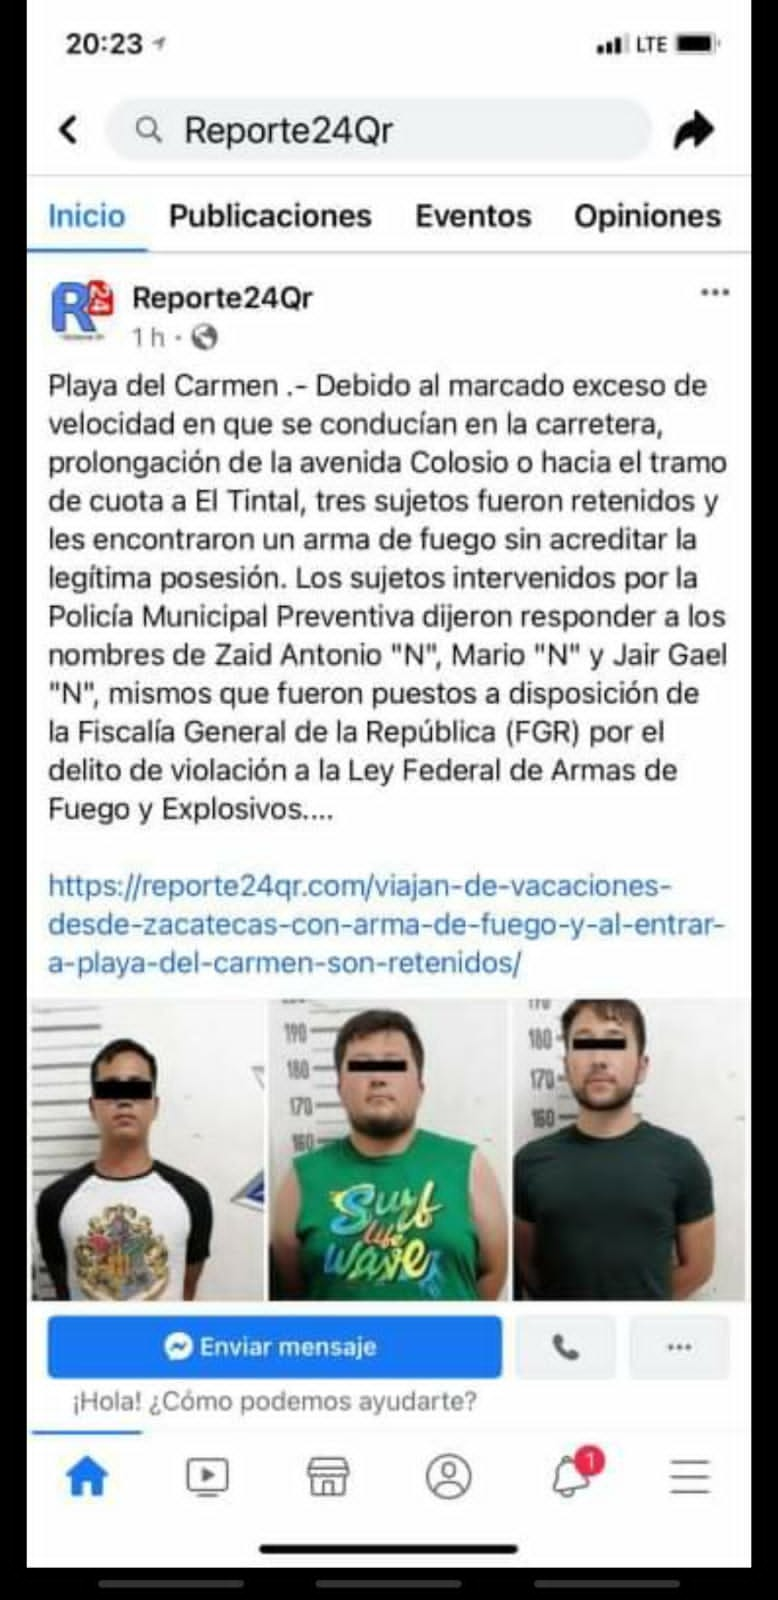 20:23
LTE
Reporte24Qr
Inicio Publicaciones Eventos Opiniones
R 24
Reporte24Qr
1 h ·
Playa del Carmen .- Debido al marcado exceso de
velocidad en que se conducían en la carretera,
prolongación de la avenida Colosio o hacia el tramo
de cuota a El Tintal, tres sujetos fueron retenidos y
les encontraron un arma de fuego sin acreditar la
legítima posesión. Los sujetos intervenidos por la
Policía Municipal Preventiva dijeron responder a los
nombres de Zaid Antonio "N", Mario "N" y Jair Gael
"N", mismos que fueron puestos a disposición de
la Fiscalía General de la República (FGR) por el
delito de violación a la Ley Federal de Armas de
Fuego y Explosivos....
https://reporte24qr.com/viajan-de-vacaciones-
desde-zacatecas-con-arma-de-fuego-y-al-entrar-
a-playa-del-carmen-son-retenidos/
190
180
170
160
Surf
life
wave
170
180
170
160
Enviar mensaje
¡Hola! ¿Cómo podemos ayudarte?
1